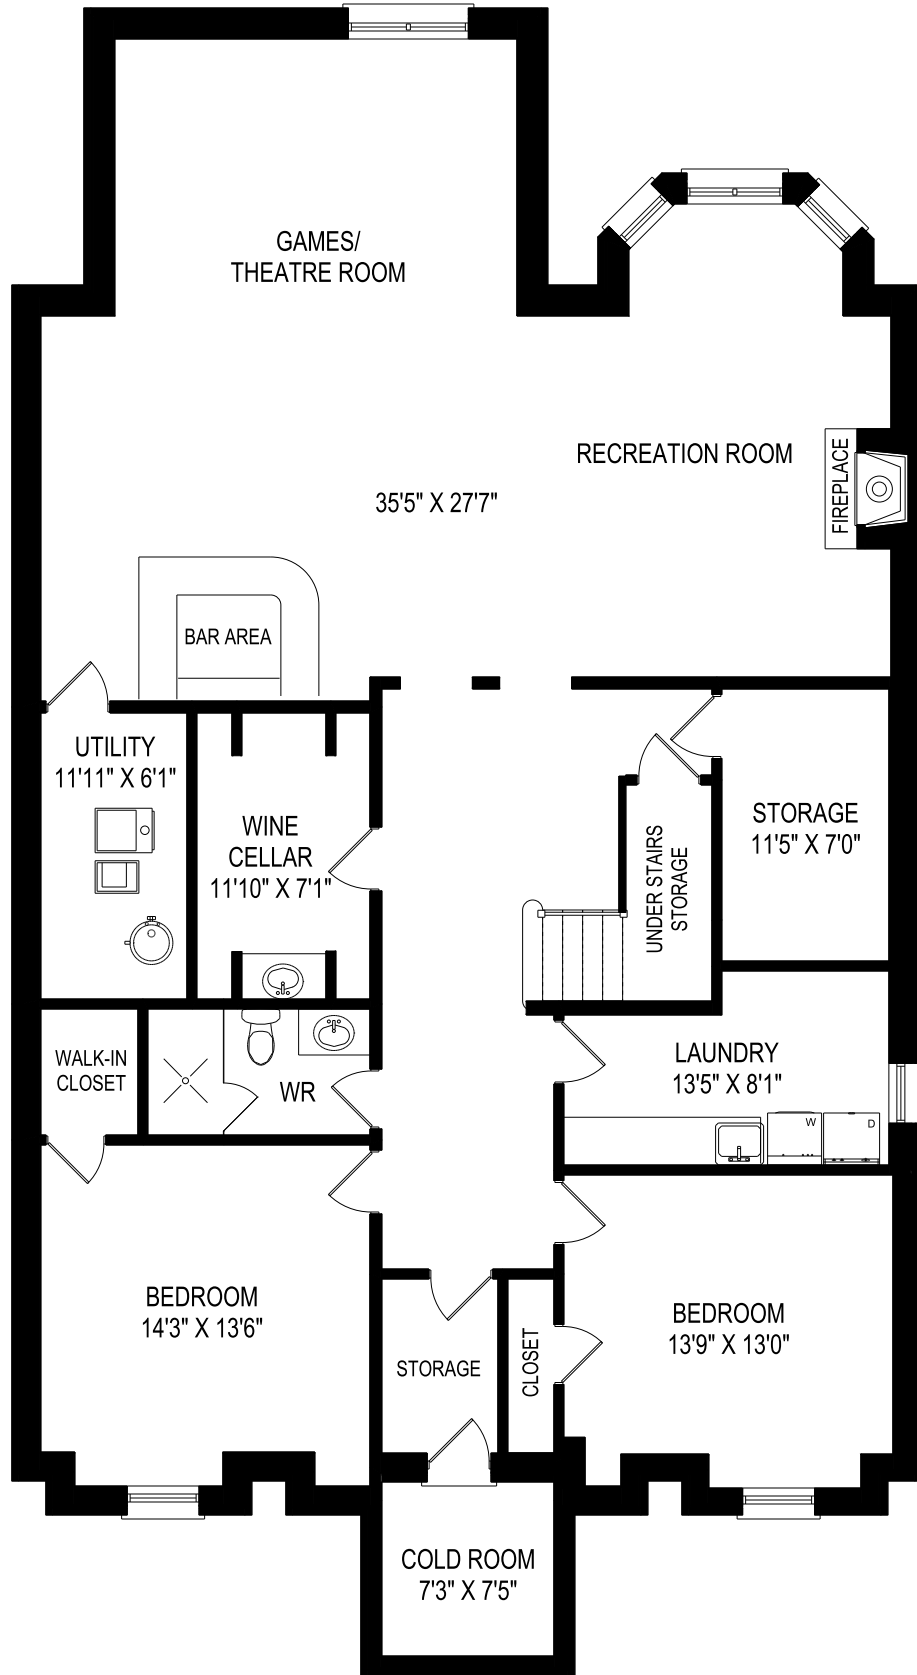 GAMES/
THEATRE ROOM
RECREATION ROOM
FIREPLACE
35'5" X 27'7"
BAR AREA
UTILITY
11'11" X 6'1"
WINE
CELLAR
11'10" X 7'1"
UNDER STAIRS
STORAGE
STORAGE
11'5" X 7'0"
WALK-IN
CLOSET
WR
LAUNDRY
13'5" X 8'1"
W
D
BEDROOM
14'3" X 13'6"
STORAGE
CLOSET
BEDROOM
13'9" X 13'0"
COLD ROOM
7'3" X 7'5"